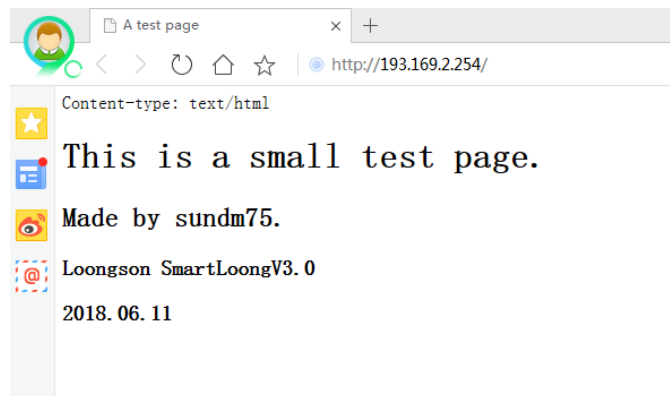 A test page
http://193.169.2.254/
Content-type: text/html
This is a small test page.
Made by sundm75.
Loongson SmartLoongV3.0
2018.06.11